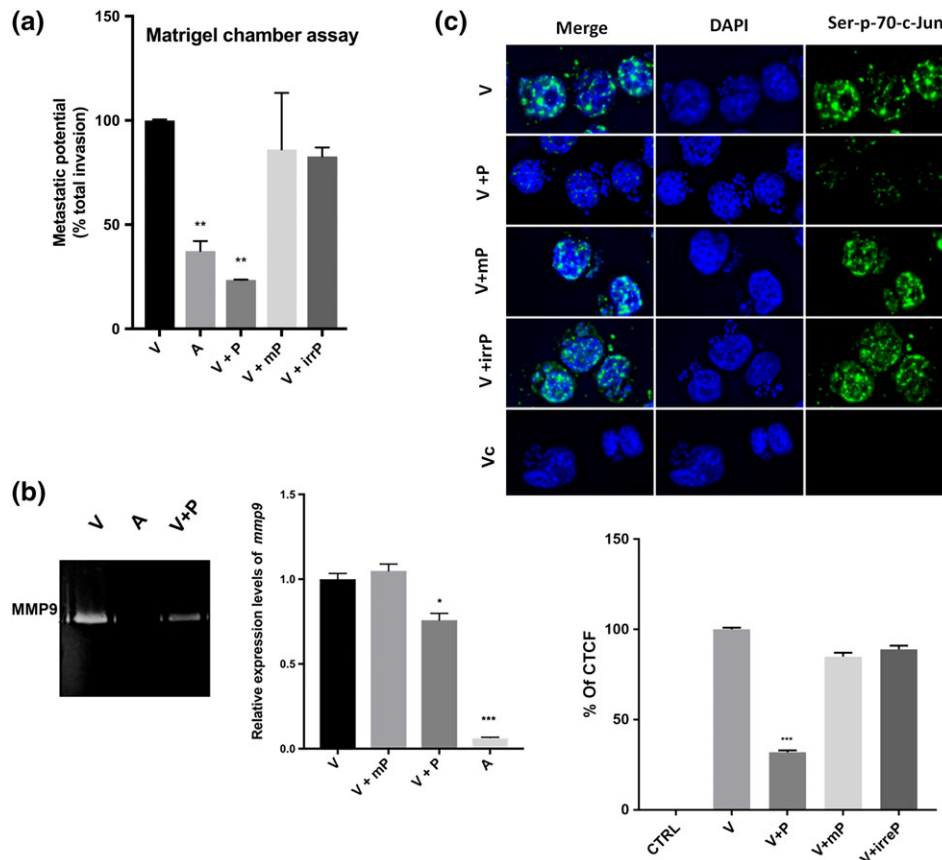 (a)
Matrigel chamber assay
Metastatic potential
(% total invasion)
150
100
50
0
**
**
V
A
V + P
V + mP
V + irrP
(b)
V
A
V+P
MMP9
Relative expression levels of mmp9
1.5
1.0
0.5
0.0
*
***
V
V + mP
V + P
A
(c)
Merge
DAPI
Ser-p-70-c-Jun
V
V +P
V+mP
V +irrP
Vc
% Of CTCF
100
50
0
***
CTRL
V
V+P
V+mP
V+irreP